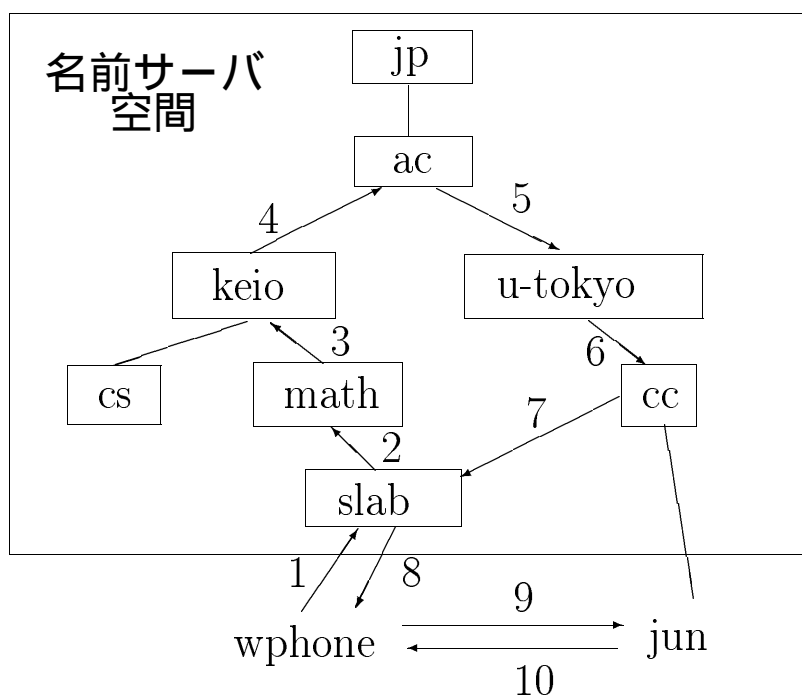 名前サーバ
空間
jp
ac
4
5
keio
u-tokyo
3
6
cs
math
cc
7
2
slab
1
8
9
wphone
jun
10